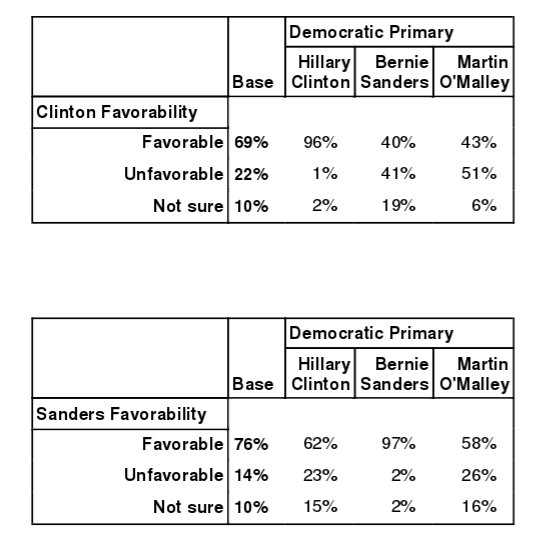 Democratic Primary
Base Hillary Clinton Bernie Sanders Martin O'Malley
Clinton Favorability
Favorable 69% 96% 40% 43%
Unfavorable 22% 1% 41% 51%
Not sure 10% 2% 19% 6%
Democratic Primary
Base Hillary Clinton Bernie Sanders Martin O'Malley
Sanders Favorability
Favorable 76% 62% 97% 58%
Unfavorable 14% 23% 2% 26%
Not sure 10% 15% 2% 16%